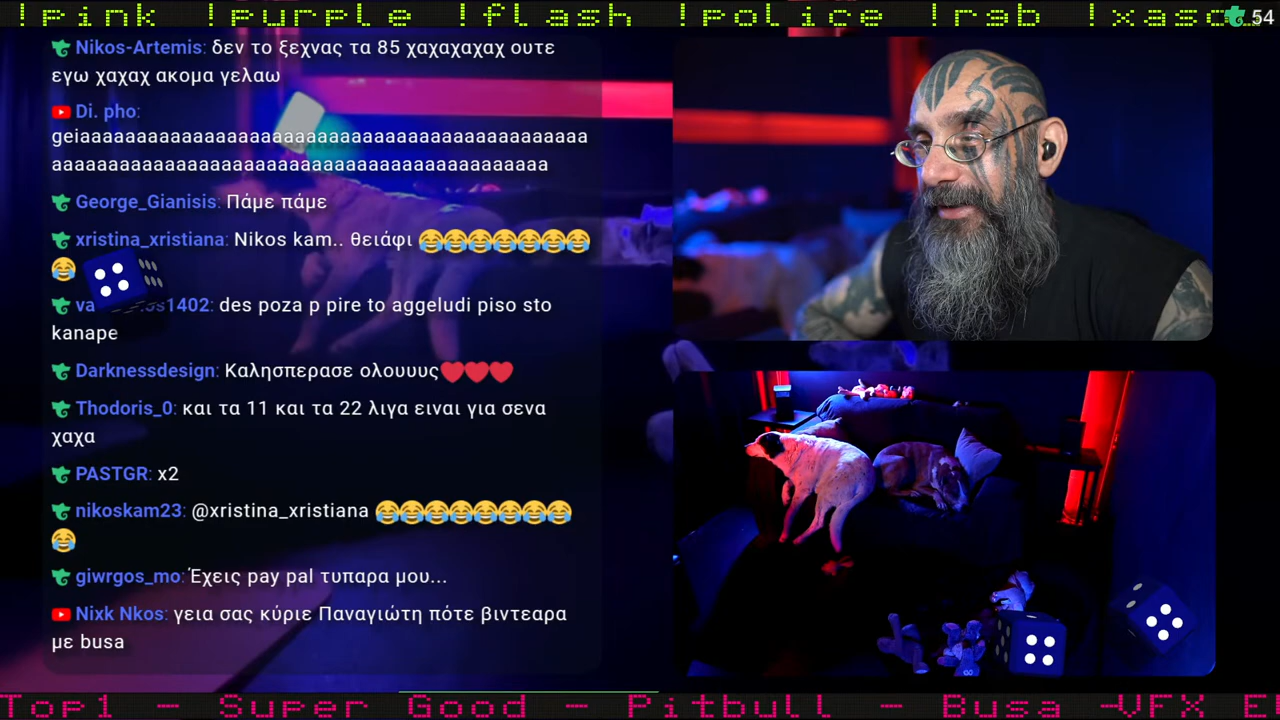 !pink !purple !flash !police !rgb !xasc
54
Nikos-Artemis: δεν το ξεχνας τα 85 χαχαχαχαχ ουτε
εγω χαχαχ ακομα γελαω
Di. pho:
geiaaaaaaaaaaaaaaaaaaaaaaaaaaaaaaaaaaaaaaaaaa
aaaaaaaaaaaaaaaaaaaaaaaaaaaaaaaaaaaaaaaaa
George_Gianisis: Πάμε πάμε
xristina_xristiana: Nikos kam.. θειάφι 😂😂😂😂😂😂😂
😂
va s1402: des poza p pire to aggeludi piso sto
kanape
Darknessdesign: Καλησπερασε ολουυυς❤❤❤
Thodoris_0: και τα 11 και τα 22 λιγα ειναι για σενα
χαχα
PASTGR: x2
nikoskam23: @xristina_xristiana 😂😂😂😂😂😂😂😂
😂
giwrgos_mo: Έχεις pay pal τυπαρα μου...
Nixk Nkos: γεια σας κύριε Παναγιώτη πότε βιντεαρα
με busa
Top1 - Super Good - Pitbull - Busa -VFX